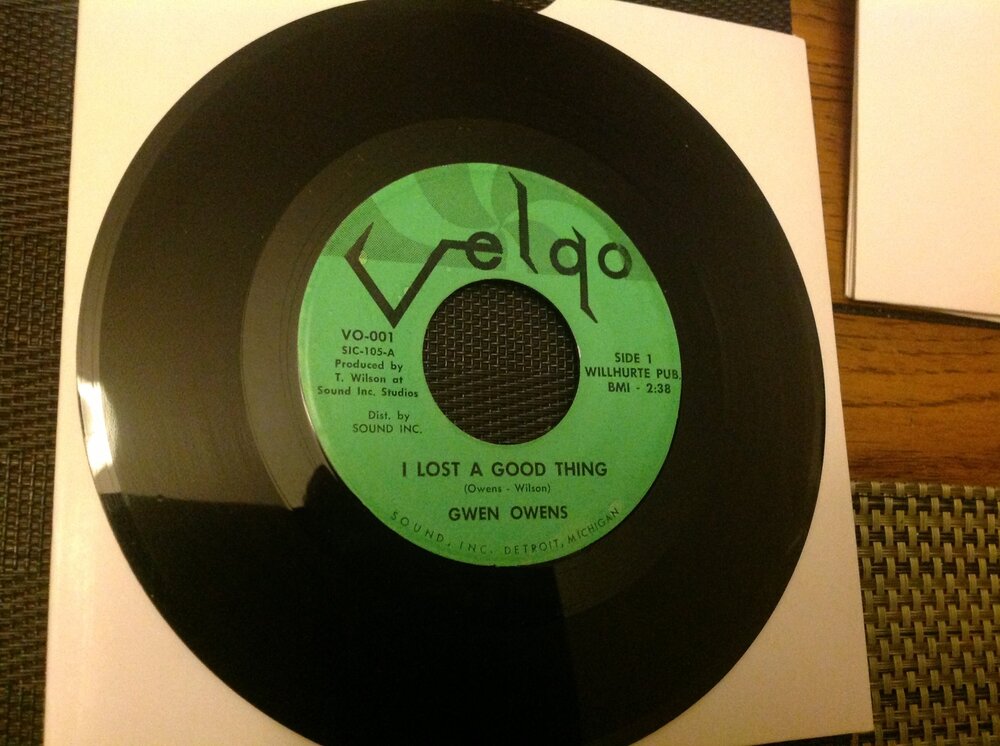 Velgo
VO-001
SIC-105-A
Produced by
T. Wilson at
Sound Inc. Studios
Dist. by
SOUND INC.
SIDE 1
WILLHURTE PUB.
BMI - 2:38
I LOST A GOOD THING
(Owens - Wilson)
GWEN OWENS
SOUND, INC. DETROIT, MICHIGAN